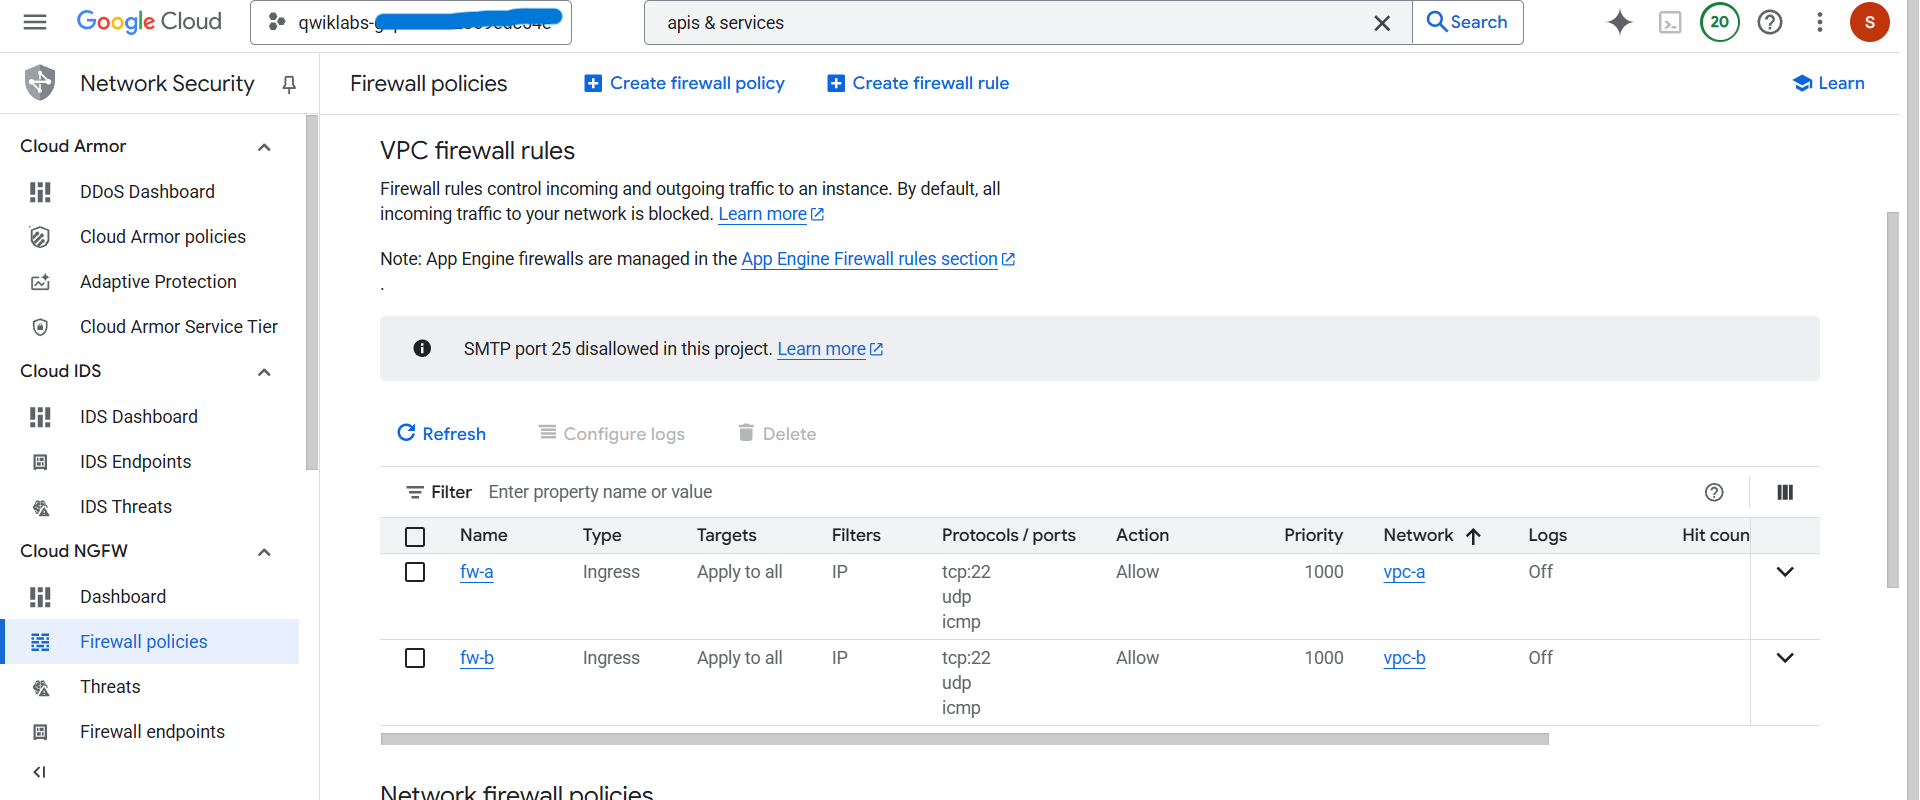 Google Cloud
qwiklabs-
apis & services
Search
20
S
Network Security
Firewall policies
Create firewall policy
Create firewall rule
Learn
Cloud Armor
DDoS Dashboard
Cloud Armor policies
Adaptive Protection
Cloud Armor Service Tier
Cloud IDS
IDS Dashboard
IDS Endpoints
IDS Threats
Cloud NGFW
Dashboard
Firewall policies
Threats
Firewall endpoints
VPC firewall rules
Firewall rules control incoming and outgoing traffic to an instance. By default, all
incoming traffic to your network is blocked. Learn more
Note: App Engine firewalls are managed in the App Engine Firewall rules section
.
SMTP port 25 disallowed in this project. Learn more
Refresh Configure logs Delete
Filter Enter property name or value
Name Type Targets Filters Protocols / ports Action Priority Network Logs Hit coun
fw-a Ingress Apply to all IP tcp:22 Allow 1000 vpc-a Off
udp
icmp
fw-b Ingress Apply to all IP tcp:22 Allow 1000 vpc-b Off
udp
icmp
Network firewall policies